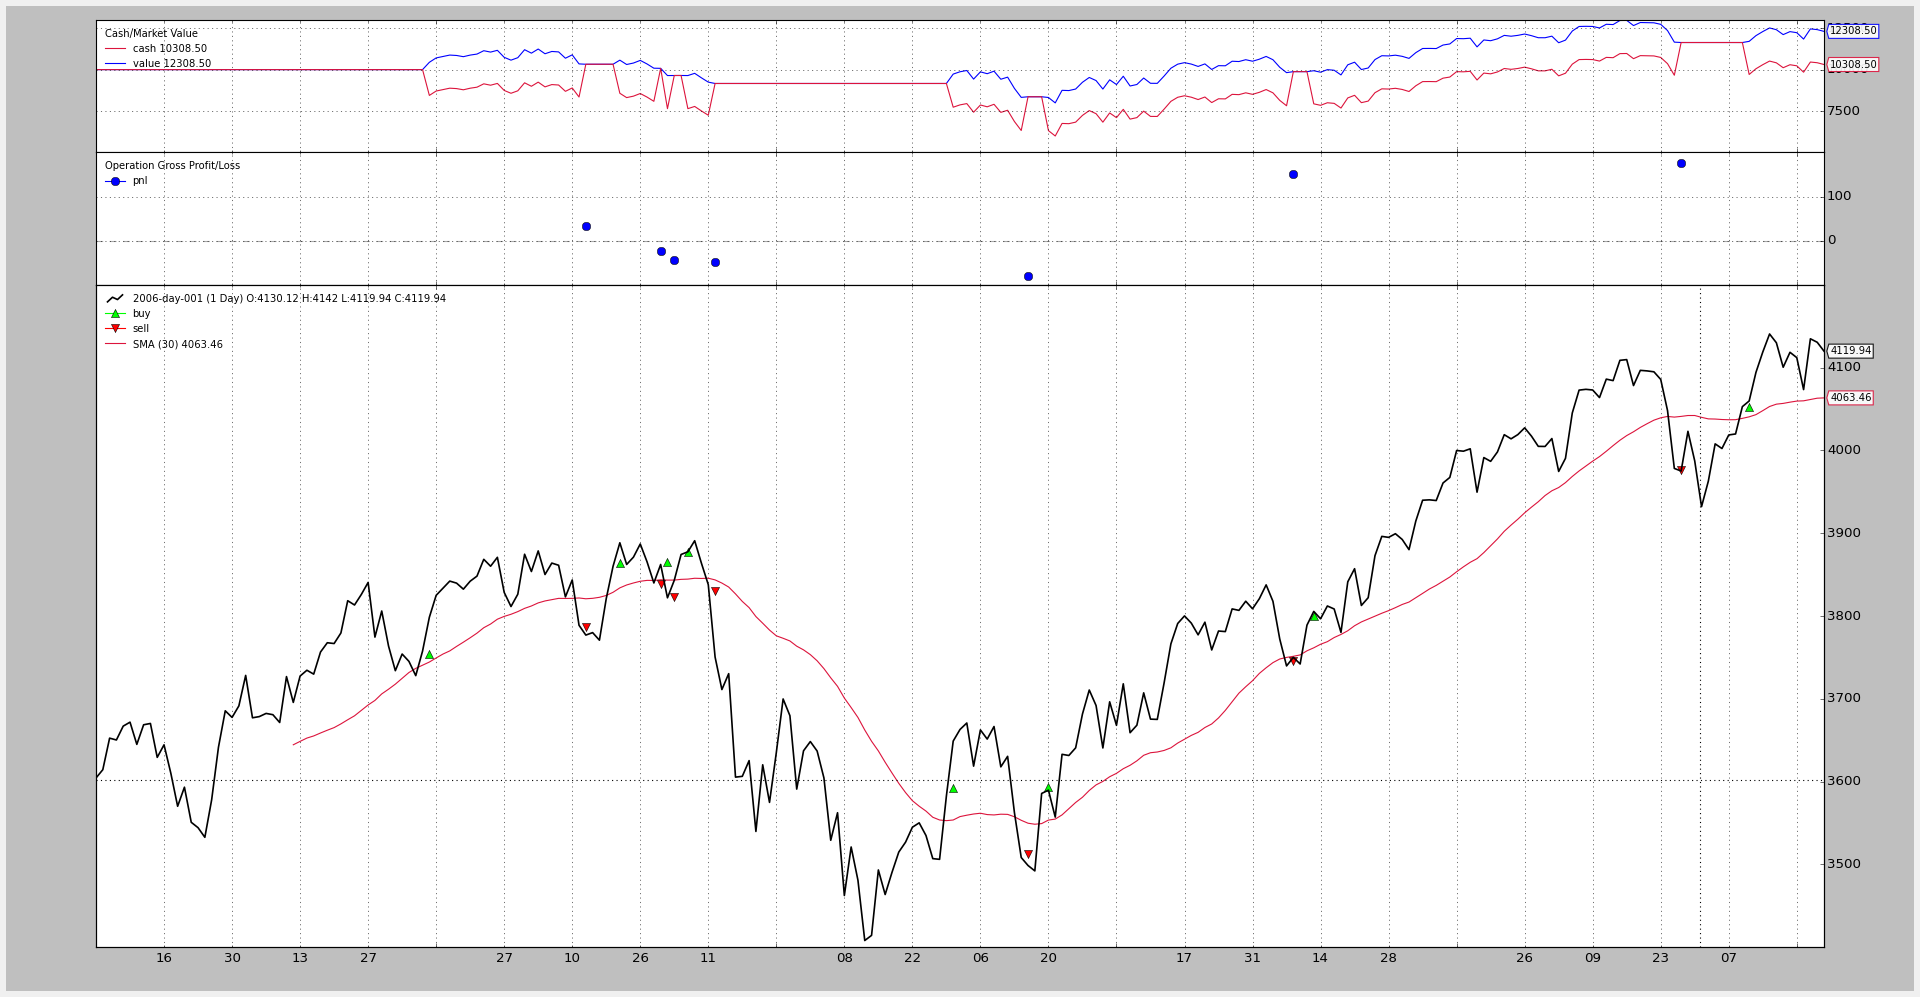 Cash/Market Value
cash 10308.50
value 12308.50
12308.50
10308.50
7500
Operation Gross Profit/Loss
pnl
100
0
2006-day-001 (1 Day) O:4130.12 H:4142 L:4119.94 C:4119.94
buy
sell
SMA (30) 4063.46
4119.94
4100
4063.46
4000
3900
3800
3700
3600
3500
16 30 13 27 27 10 26 11 08 22 06 20 17 31 14 28 26 09 23 07